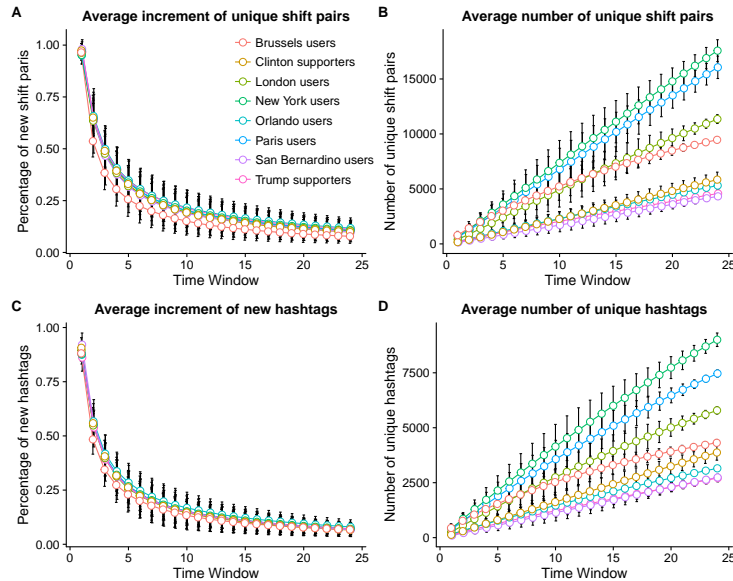 A
Average increment of unique shift pairs
Percentage of new shift paris
1.00
0.75
0.50
0.25
0.00
0
5
10
15
20
25
Time Window
Brussels users
Clinton supporters
London users
New York users
Orlando users
Paris users
San Bernardino users
Trump supporters
B
Average number of unique shift pairs
Number of unique shift pairs
15000
10000
5000
0
0
5
10
15
20
25
Time Window
C
Average increment of new hashtags
Percentage of new hashtags
1.00
0.75
0.50
0.25
0.00
0
5
10
15
20
25
Time Window
D
Average number of unique hashtags
Number of unique hashtags
7500
5000
2500
0
0
5
10
15
20
25
Time Window